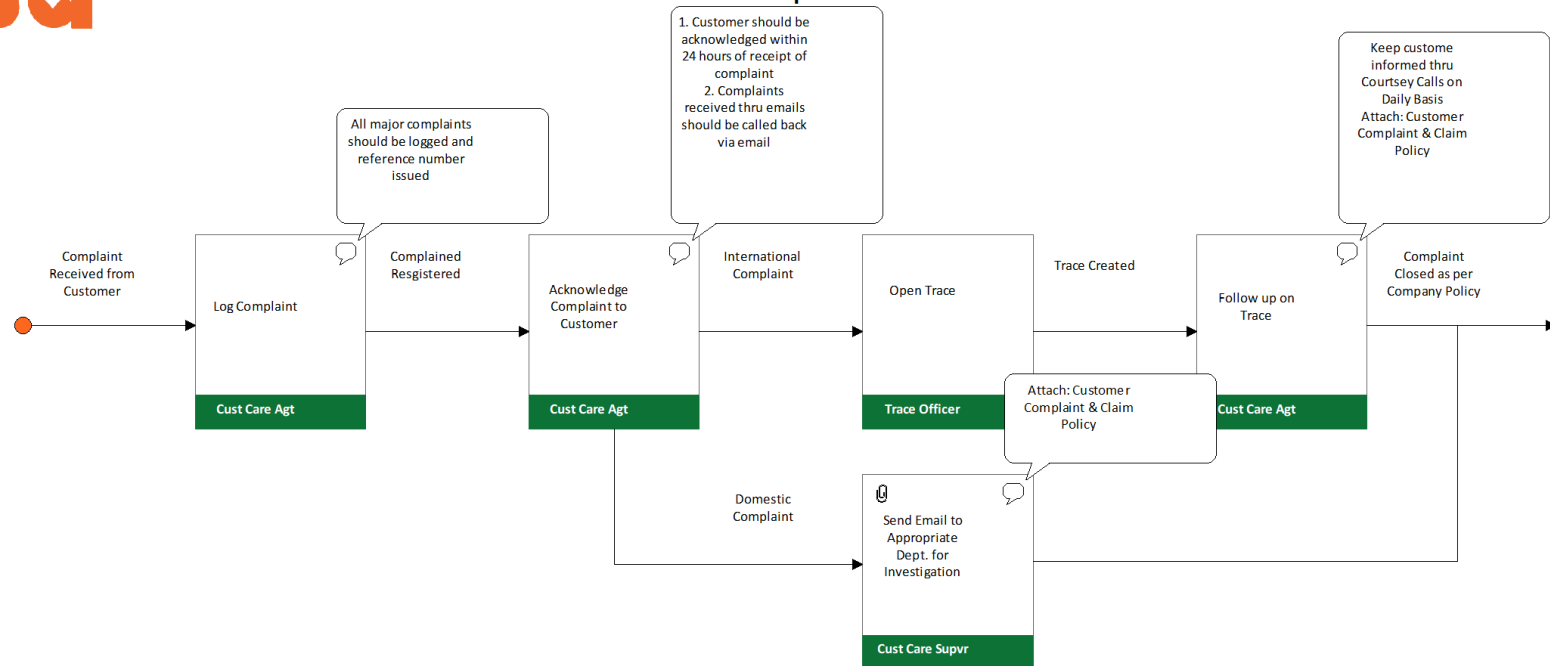 1. Customer should be
acknowledged within
24 hours of receipt of
complaint
2. Complaints
received thru emails
should be called back
via email
Keep custome
informed thru
Courtsey Calls on
Daily Basis
Attach: Customer
Complaint & Claim
Policy
All major complaints
should be logged and
reference number
issued
Complaint
Received from
Customer
Log Complaint
Cust Care Agt
Complained
Resgistered
Acknowledge
Complaint to
Customer
Cust Care Agt
International
Complaint
Open Trace
Trace Officer
Trace Created
Follow up on
Trace
Cust Care Agt
Complaint
Closed as per
Company Policy
Attach: Customer
Complaint & Claim
Policy
Domestic
Complaint
Send Email to
Appropriate
Dept. for
Investigation
Cust Care Supvr